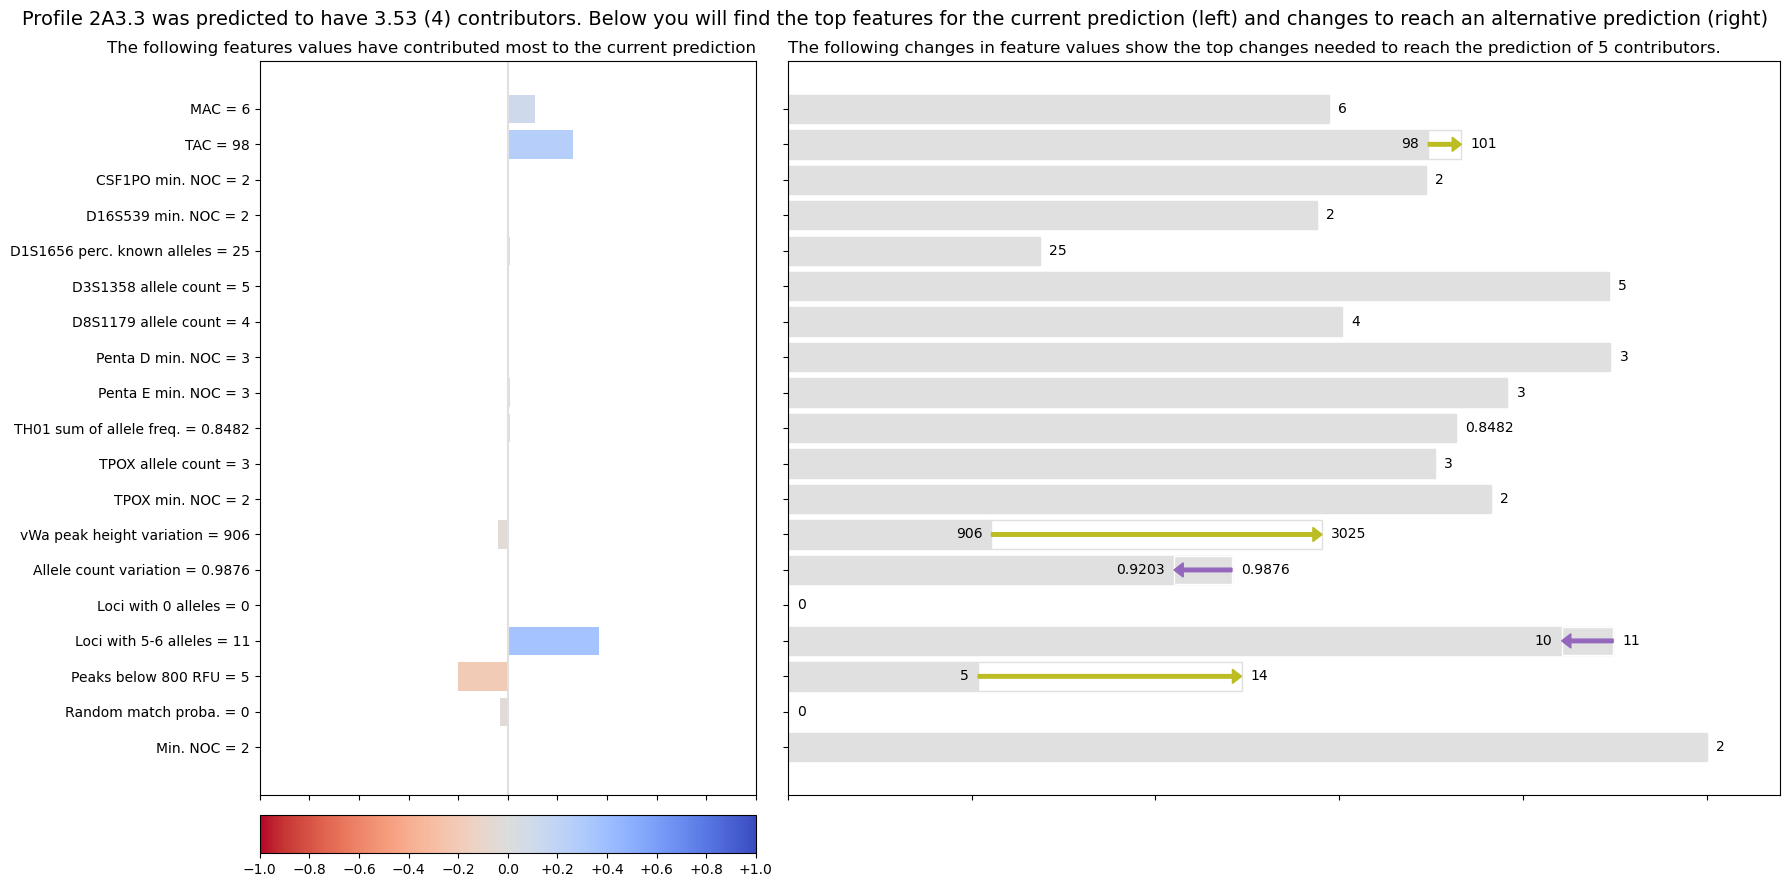 Profile 2A3.3 was predicted to have 3.53 (4) contributors. Below you will find the top features for the current prediction (left) and changes to reach an alternative prediction (right)
The following features values have contributed most to the current prediction
The following changes in feature values show the top changes needed to reach the prediction of 5 contributors.
MAC = 6
6
TAC = 98
98
101
CSF1PO min. NOC = 2
2
D16S539 min. NOC = 2
2
D1S1656 perc. known alleles = 25
25
D3S1358 allele count = 5
5
D8S1179 allele count = 4
4
Penta D min. NOC = 3
3
Penta E min. NOC = 3
3
TH01 sum of allele freq. = 0.8482
0.8482
TPOX allele count = 3
3
TPOX min. NOC = 2
2
vWa peak height variation = 906
906
3025
Allele count variation = 0.9876
0.9203
0.9876
Loci with 0 alleles = 0
0
Loci with 5-6 alleles = 11
10
11
Peaks below 800 RFU = 5
5
14
Random match proba. = 0
0
Min. NOC = 2
2
−1.0 −0.8 −0.6 −0.4 −0.2 0.0 +0.2 +0.4 +0.6 +0.8 +1.0